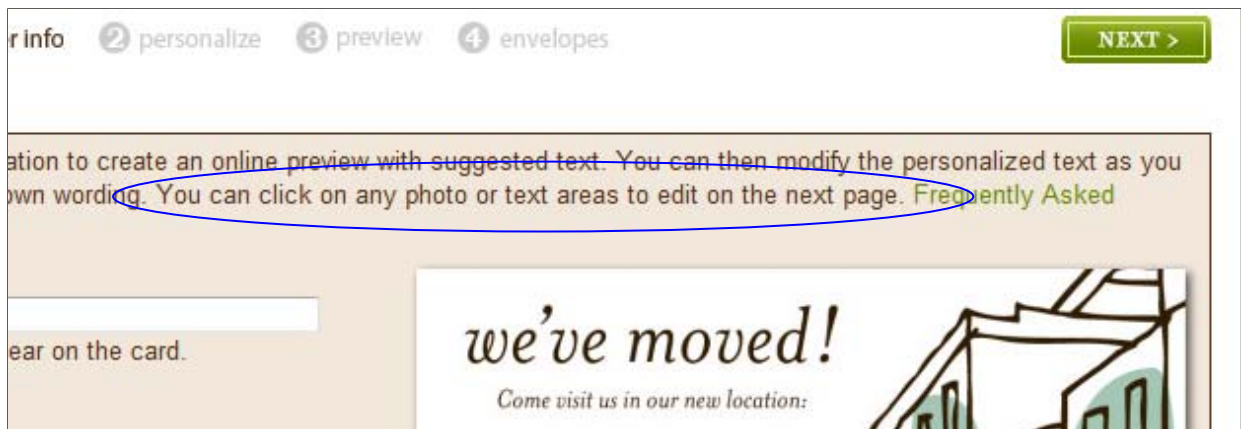 r info 2 personalize 3 preview 4 envelopes NEXT >
ation to create an online preview with suggested text. You can then modify the personalized text as you
own wording. You can click on any photo or text areas to edit on the next page. Frequently Asked
ear on the card.
we've moved!
Come visit us in our new location: